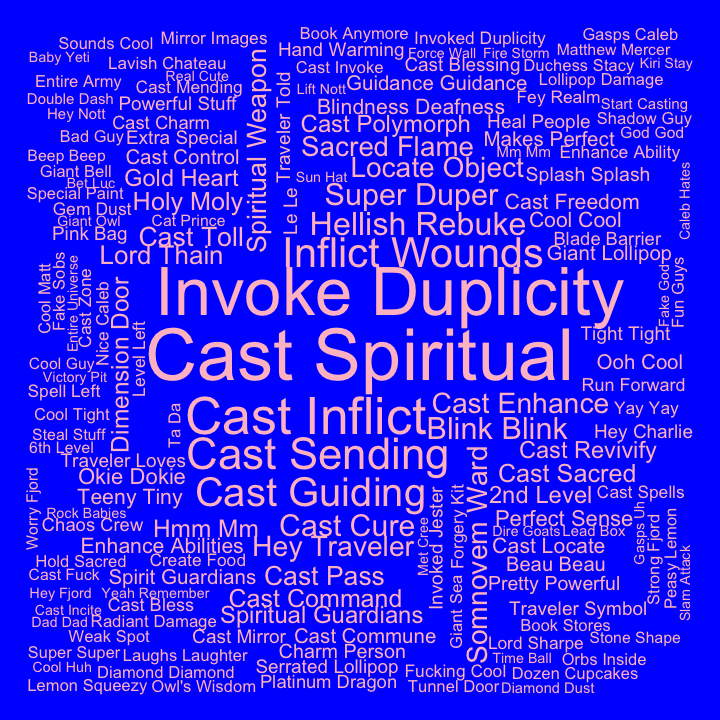 Sounds Cool
Mirror Images
Book Anymore
Invoked Duplicity
Gasps Caleb
Baby Yeti
Lavish Chateau
Hand Warming
Force Wall
Fire Storm
Matthew Mercer
Real Cute
Cast Invoke
Cast Blessing
Duchess Stacy
Kiri Stay
Entire Army
Cast Mending
Lift Nott
Guidance Guidance
Lollipop Damage
Double Dash
Powerful Stuff
Spiritual Weapon
Traveler Told
Blindness Deafness
Fey Realm
Start Casting
Hey Nott
Cast Charm
Cast Polymorph
Heal People
Shadow Guy
Bad Guy
Extra Special
Sacred Flame
Makes Perfect
God God
Beep Beep
Cast Control
Locate Object
Mm Mm
Enhance Ability
Giant Bell
Bet Luc
Gold Heart
Sun Hat
Splash Splash
Special Paint
Holy Moly
Le Le
Super Duper
Cast Freedom
Caleb Hates
Gem Dust
Giant Owl
Cat Prince
Hellish Rebuke
Cool Cool
Pink Bag
Cast Toll
Blade Barrier
Lord Thain
Inflict Wounds
Giant Lollipop
Cool Matt
Fake Sobs
Entire Universe
Cast Zone
Nice Caleb
Dimension Door
Level Left
Invoke Duplicity
Fake God
Fun Guys
Cast Spiritual
Tight Tight
Cool Guy
Ooh Cool
Victory Pit
Run Forward
Spell Left
Cast Inflict
Cast Enhance
Yay Yay
Cool Tight
Ta Da
Blink Blink
Hey Charlie
Steal Stuff
6th Level
Cast Sending
Cast Revivify
Traveler Loves
Okie Dokie
Cast Sacred
Worry Fjord
Teeny Tiny
Cast Guiding
2nd Level
Cast Spells
Rock Babies
Chaos Crew
Hmm Mm
Cast Cure
Met Cree
Invoked Jester
Giant Sea
Forgery Kit
Somnovem Ward
Perfect Sense
Dire Goats
Lead Box
Gasps Uh
Strong Fjord
Peasy Lemon
Slam Attack
Enhance Abilities
Hey Traveler
Cast Locate
Hold Sacred
Create Food
Beau Beau
Cast Fuck
Spirit Guardians
Cast Pass
Pretty Powerful
Hey Fjord
Yeah Remember
Cast Command
Cast Incite
Cast Bless
Traveler Symbol
Dad Dad
Radiant Damage
Spiritual Guardians
Book Stores
Weak Spot
Cast Mirror
Cast Commune
Lord Sharpe
Stone Shape
Super Super
Laughs Laughter
Charm Person
Time Ball
Orbs Inside
Cool Huh
Diamond Diamond
Serrated Lollipop
Fucking Cool
Dozen Cupcakes
Lemon Squeezy
Owl's Wisdom
Platinum Dragon
Tunnel Door
Diamond Dust